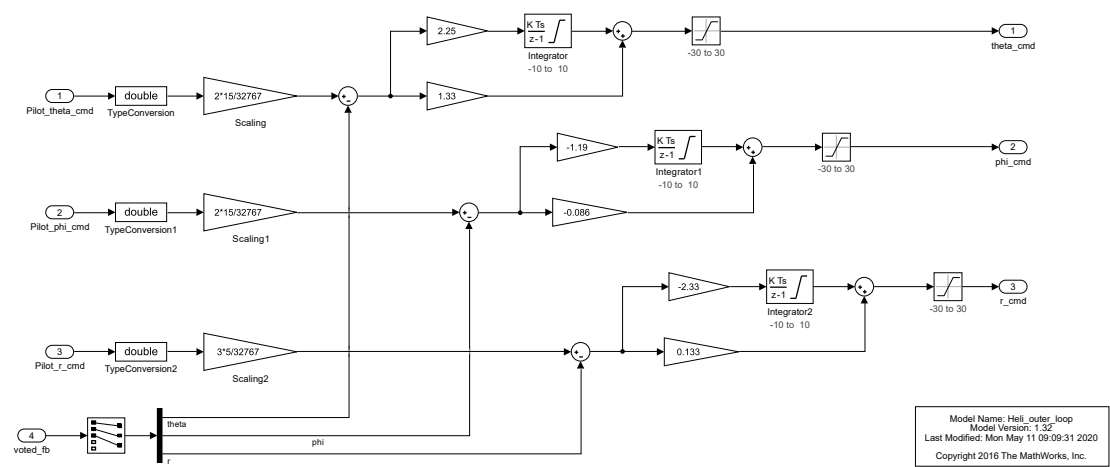 2.25
K Ts
z-1
Integrator
-10 to 10
-30 to 30
1
theta_cmd
1
Pilot_theta_cmd
double
TypeConversion
2*15/32767
Scaling
1.33
-1.19
K Ts
z-1
Integrator1
-10 to 10
-30 to 30
2
phi_cmd
2
Pilot_phi_cmd
double
TypeConversion1
2*15/32767
Scaling1
-0.086
-2.33
K Ts
z-1
Integrator2
-10 to 10
-30 to 30
3
r_cmd
3
Pilot_r_cmd
double
TypeConversion2
3*5/32767
Scaling2
0.133
4
voted_fb
theta
phi
r
Model Name: Heli_outer_loop
Model Version: 1.32
Last Modified: Mon May 11 09:09:31 2020
Copyright 2016 The MathWorks, Inc.